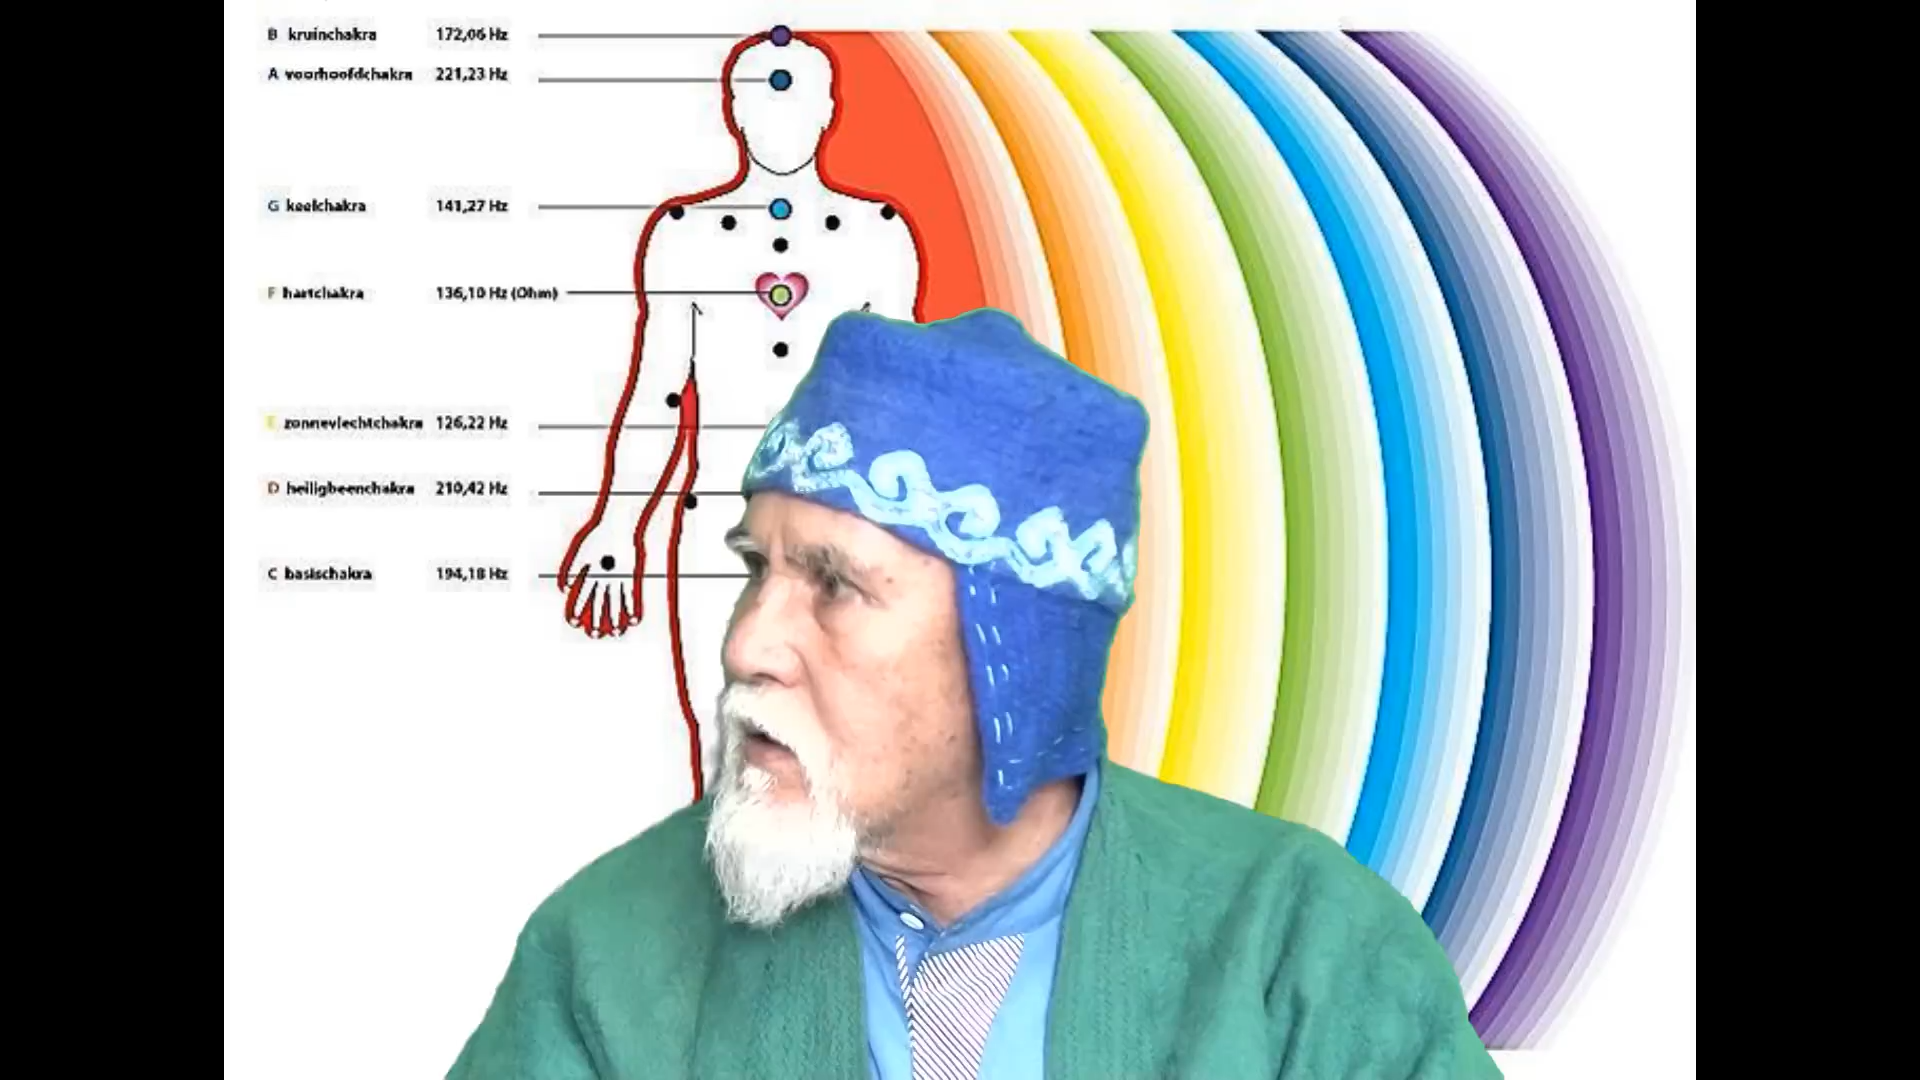 B kruinchakra 172,06 Hz
A voorhoofdchakra 221,23 Hz
G keelchakra 141,27 Hz
F hartchakra 136,10 Hz (Ohm)
E zonnevlechtchakra 126,22 Hz
D heiligbeenchakra 210,42 Hz
C basischakra 194,18 Hz